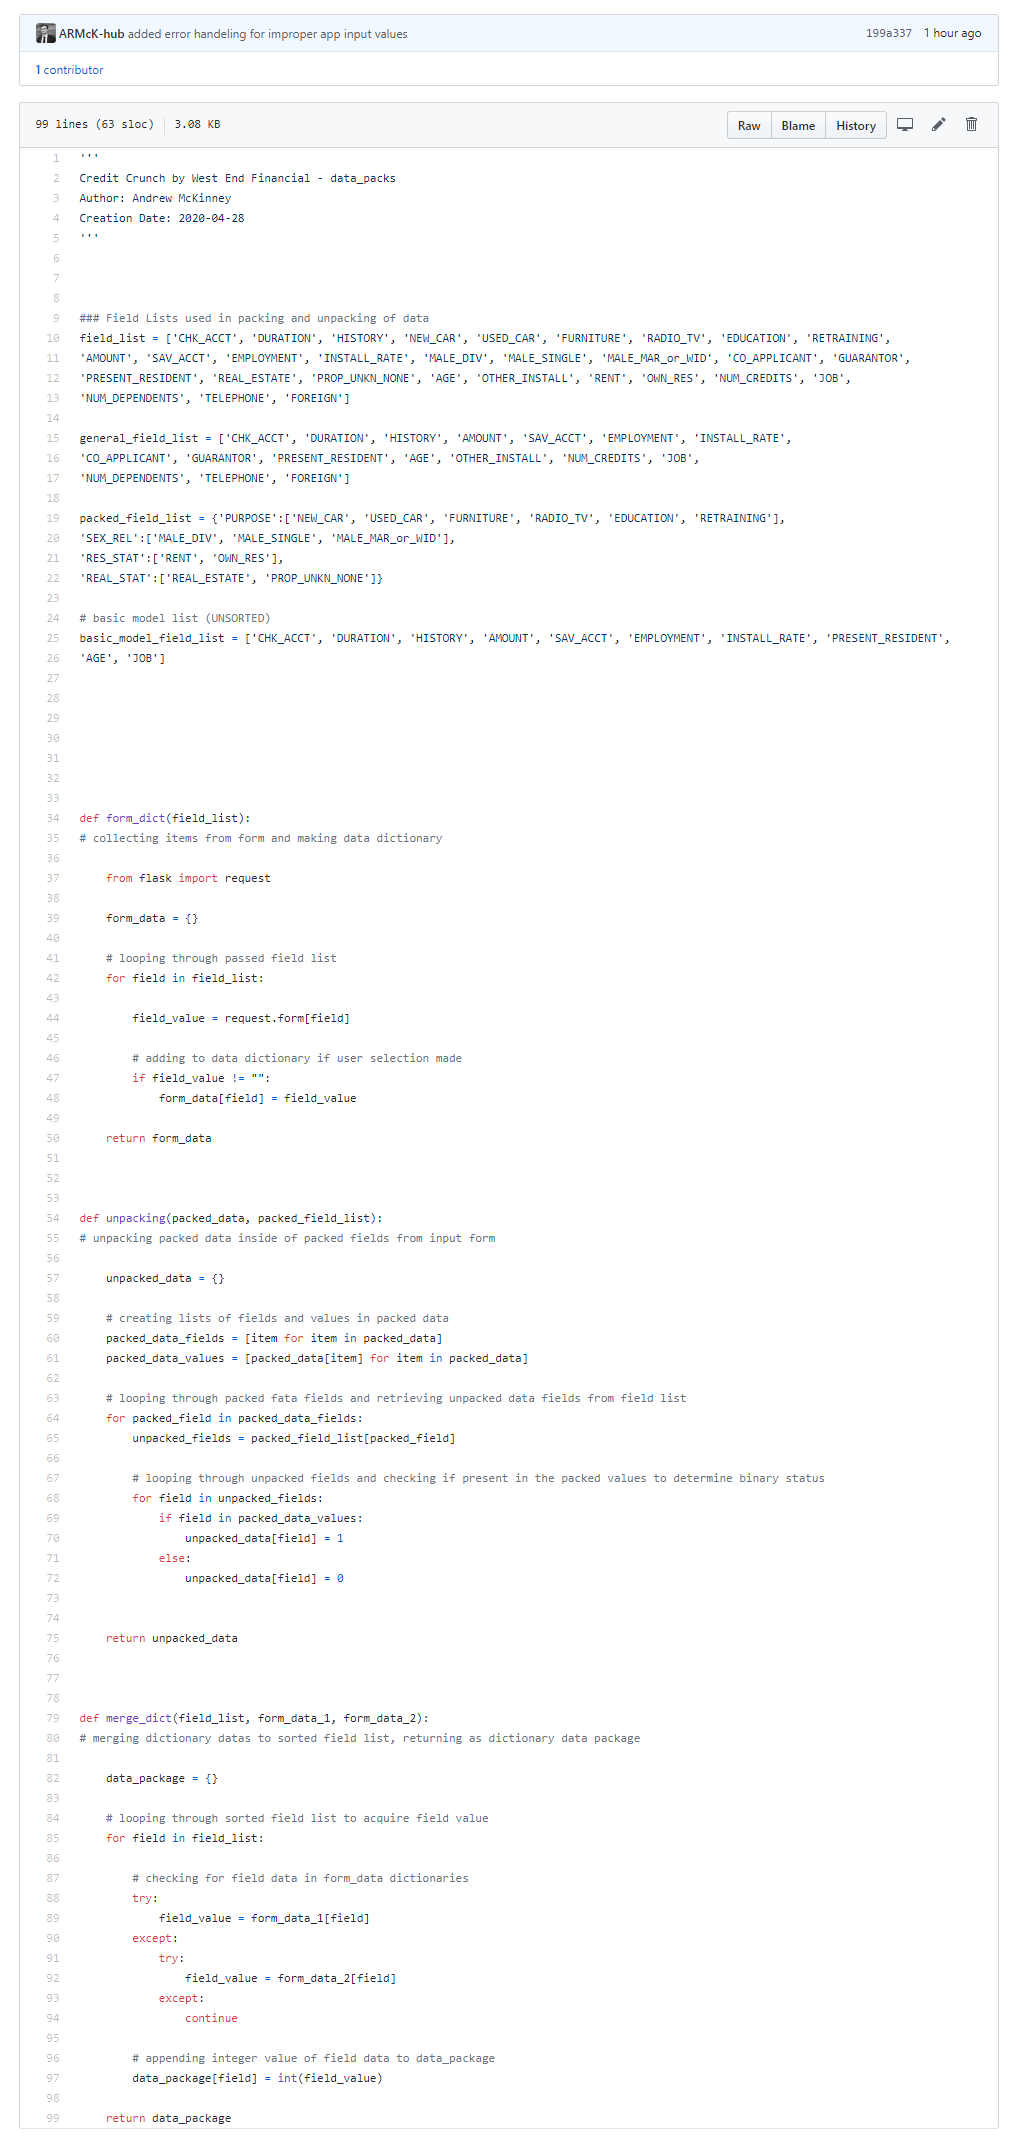 ARMcK-hub added error handeling for improper app input values 199a337 1 hour ago
1 contributor
99 lines (63 sloc) 3.08 KB Raw Blame History
1 '''
2 Credit Crunch by West End Financial - data_packs
3 Author: Andrew McKinney
4 Creation Date: 2020-04-28
5 '''
6
7
8
9 ### Field Lists used in packing and unpacking of data
10 field_list = ['CHK_ACCT', 'DURATION', 'HISTORY', 'NEW_CAR', 'USED_CAR', 'FURNITURE', 'RADIO_TV', 'EDUCATION', 'RETRAINING',
11 'AMOUNT', 'SAV_ACCT', 'EMPLOYMENT', 'INSTALL_RATE', 'MALE_DIV', 'MALE_SINGLE', 'MALE_MAR_or_WID', 'CO_APPLICANT', 'GUARANTOR',
12 'PRESENT_RESIDENT', 'REAL_ESTATE', 'PROP_UNKN_NONE', 'AGE', 'OTHER_INSTALL', 'RENT', 'OWN_RES', 'NUM_CREDITS', 'JOB',
13 'NUM_DEPENDENTS', 'TELEPHONE', 'FOREIGN']
14
15 general_field_list = ['CHK_ACCT', 'DURATION', 'HISTORY', 'AMOUNT', 'SAV_ACCT', 'EMPLOYMENT', 'INSTALL_RATE',
16 'CO_APPLICANT', 'GUARANTOR', 'PRESENT_RESIDENT', 'AGE', 'OTHER_INSTALL', 'NUM_CREDITS', 'JOB',
17 'NUM_DEPENDENTS', 'TELEPHONE', 'FOREIGN']
18
19 packed_field_list = {'PURPOSE':['NEW_CAR', 'USED_CAR', 'FURNITURE', 'RADIO_TV', 'EDUCATION', 'RETRAINING'],
20 'SEX_REL':['MALE_DIV', 'MALE_SINGLE', 'MALE_MAR_or_WID'],
21 'RES_STAT':['RENT', 'OWN_RES'],
22 'REAL_STAT':['REAL_ESTATE', 'PROP_UNKN_NONE']}
23
24 # basic model list (UNSORTED)
25 basic_model_field_list = ['CHK_ACCT', 'DURATION', 'HISTORY', 'AMOUNT', 'SAV_ACCT', 'EMPLOYMENT', 'INSTALL_RATE', 'PRESENT_RESIDENT',
26 'AGE', 'JOB']
27
28
29
30
31
32
33
34 def form_dict(field_list):
35 # collecting items from form and making data dictionary
36
37     from flask import request
38
39     form_data = {}
40
41     # looping through passed field list
42     for field in field_list:
43
44         field_value = request.form[field]
45
46         # adding to data dictionary if user selection made
47         if field_value != "":
48             form_data[field] = field_value
49
50     return form_data
51
52
53
54 def unpacking(packed_data, packed_field_list):
55 # unpacking packed data inside of packed fields from input form
56
57     unpacked_data = {}
58
59     # creating lists of fields and values in packed data
60     packed_data_fields = [item for item in packed_data]
61     packed_data_values = [packed_data[item] for item in packed_data]
62
63     # looping through packed fata fields and retrieving unpacked data fields from field list
64     for packed_field in packed_data_fields:
65         unpacked_fields = packed_field_list[packed_field]
66
67         # looping through unpacked fields and checking if present in the packed values to determine binary status
68         for field in unpacked_fields:
69             if field in packed_data_values:
70                 unpacked_data[field] = 1
71             else:
72                 unpacked_data[field] = 0
73
74
75     return unpacked_data
76
77
78
79 def merge_dict(field_list, form_data_1, form_data_2):
80 # merging dictionary datas to sorted field list, returning as dictionary data package
81
82     data_package = {}
83
84     # looping through sorted field list to acquire field value
85     for field in field_list:
86
87         # checking for field data in form_data dictionaries
88         try:
89             field_value = form_data_1[field]
90         except:
91             try:
92                 field_value = form_data_2[field]
93             except:
94                 continue
95
96         # appending integer value of field data to data_package
97         data_package[field] = int(field_value)
98
99     return data_package